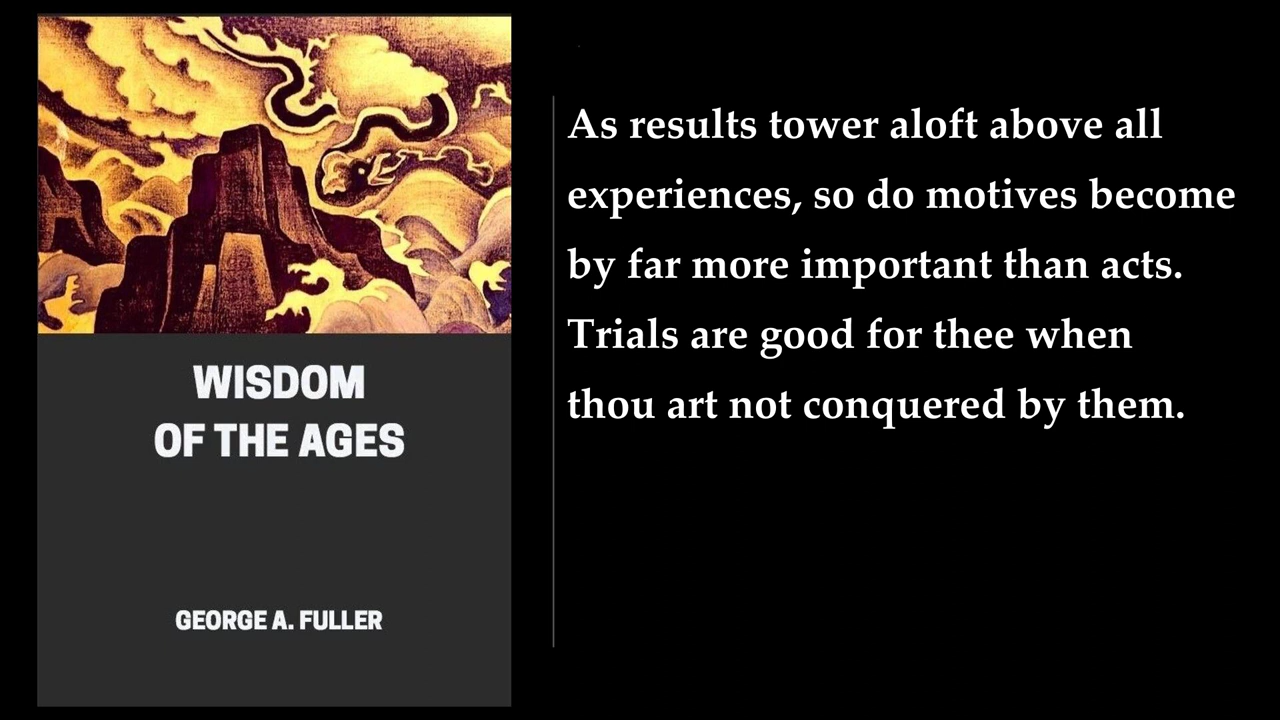 WISDOM
OF THE AGES
GEORGE A. FULLER
As results tower aloft above all
experiences, so do motives become
by far more important than acts.
Trials are good for thee when
thou art not conquered by them.